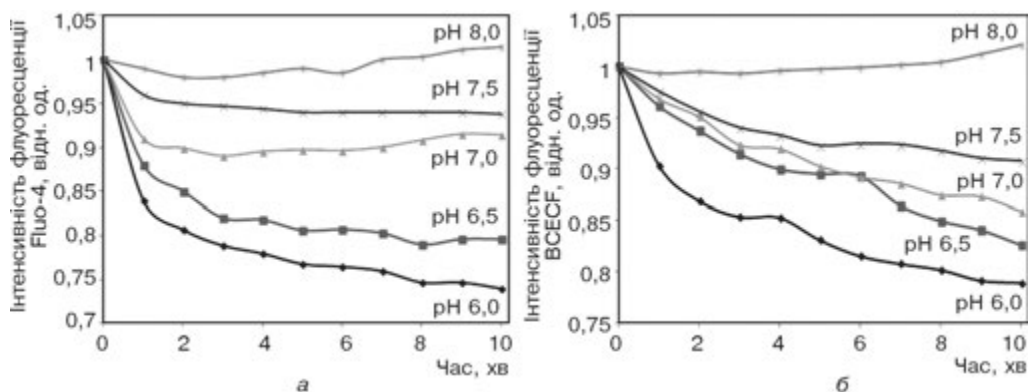 Інтенсивність флуоресценції
Fluo-4, відн. од.
1,05
1
0,95
0,9
0,85
0,8
0,75
0,7
pH 8,0
pH 7,5
pH 7,0
pH 6,5
pH 6,0
0 2 4 6 8 10
Час, хв
а
Інтенсивність флуоресценції
BCECF, відн. од.
1,05
1
0,95
0,9
0,85
0,8
0,75
pH 8,0
pH 7,5
pH 7,0
pH 6,5
pH 6,0
0 2 4 6 8 10
Час, хв
б